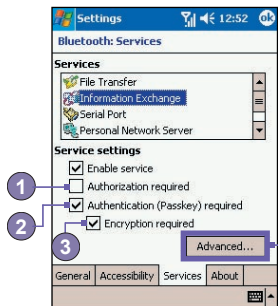 Settings 12:52 ok
Bluetooth: Services
Services
File Transfer
Information Exchange
Serial Port
Personal Network Server
Service settings
Enable service
1 Authorization required
2 Authentication (Passkey) required
3 Encryption required
Advanced...
General Accessibility Services About